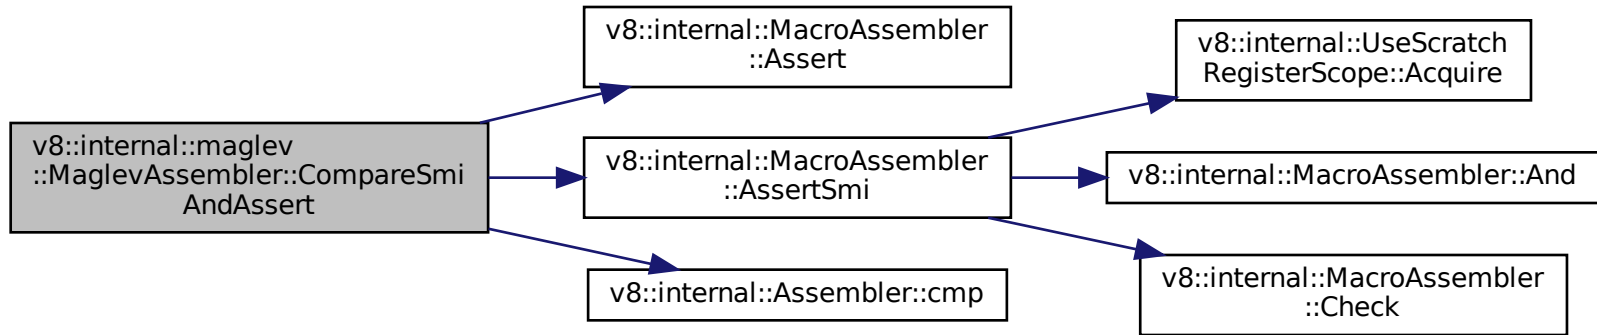 v8::internal::maglev
::MaglevAssembler::CompareSmi
AndAssert
v8::internal::MacroAssembler
::Assert
v8::internal::MacroAssembler
::AssertSmi
v8::internal::Assembler::cmp
v8::internal::UseScratch
RegisterScope::Acquire
v8::internal::MacroAssembler::And
v8::internal::MacroAssembler
::Check